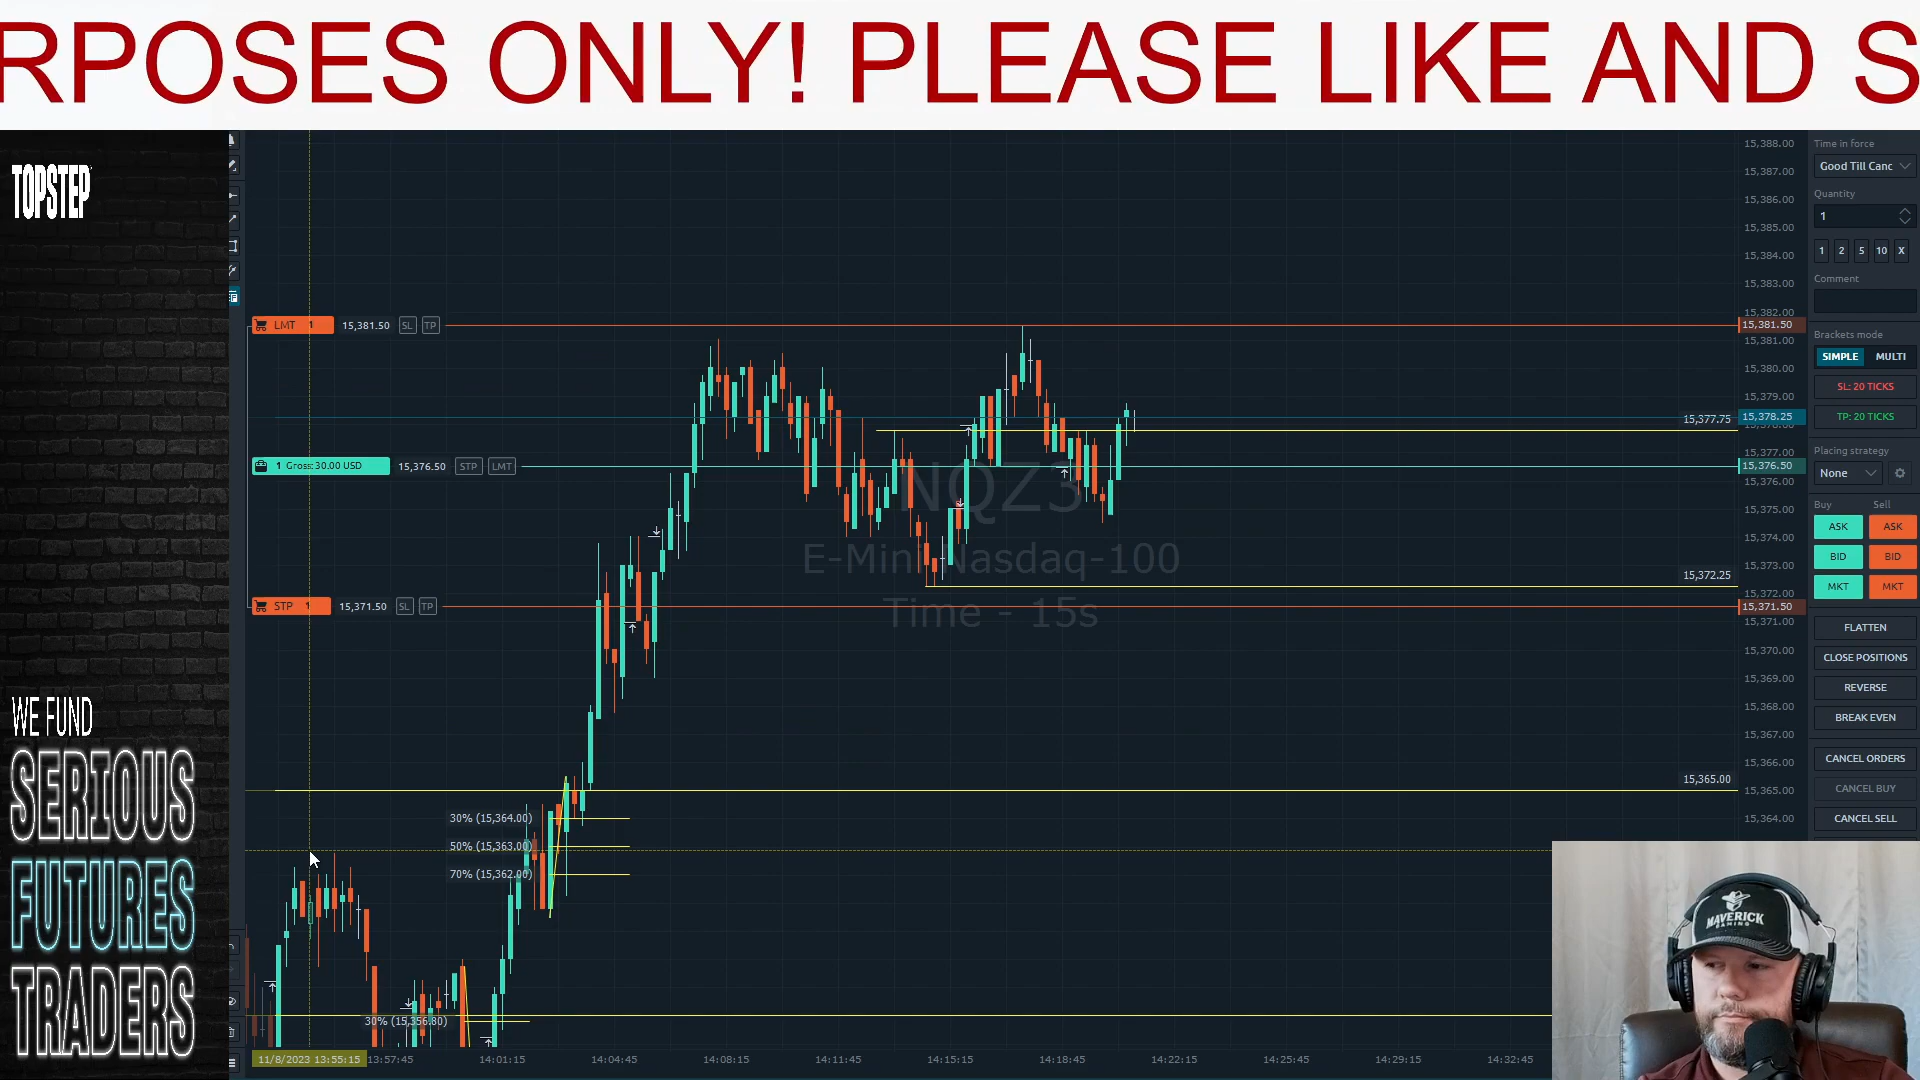 RPOSES ONLY! PLEASE LIKE AND S
TOPSTEP
WE FUND
SERIOUS
FUTURES
TRADERS
LMT 1 15,381.50 SL TP
1 Gross: 30.00 USD 15,376.50 STP LMT
STP 1 15,371.50 SL TP
NQZ3
E-Mini Nasdaq-100
Time - 15s
15,377.75
15,372.25
15,365.00
30% (15,364.00)
50% (15,363.00)
70% (15,362.00)
30% (15,356.80)
15,388.00
15,387.00
15,386.00
15,385.00
15,384.00
15,383.00
15,382.00
15,381.50
15,381.00
15,380.00
15,379.00
15,378.25
15,377.00
15,376.50
15,376.00
15,375.00
15,374.00
15,373.00
15,372.00
15,371.50
15,371.00
15,370.00
15,369.00
15,368.00
15,367.00
15,366.00
15,365.00
15,364.00
11/8/2023 13:55:15 13:57:45 14:01:15 14:04:45 14:08:15 14:11:45 14:15:15 14:18:45 14:22:15 14:25:45 14:29:15 14:32:45
Time in force
Good Till Canc
Quantity
1
1 2 5 10 X
Comment
Brackets mode
SIMPLE MULTI
SL: 20 TICKS
TP: 20 TICKS
Placing strategy
None
Buy Sell
ASK ASK
BID BID
MKT MKT
FLATTEN
CLOSE POSITIONS
REVERSE
BREAK EVEN
CANCEL ORDERS
CANCEL BUY
CANCEL SELL
MAVERICK
GAMING